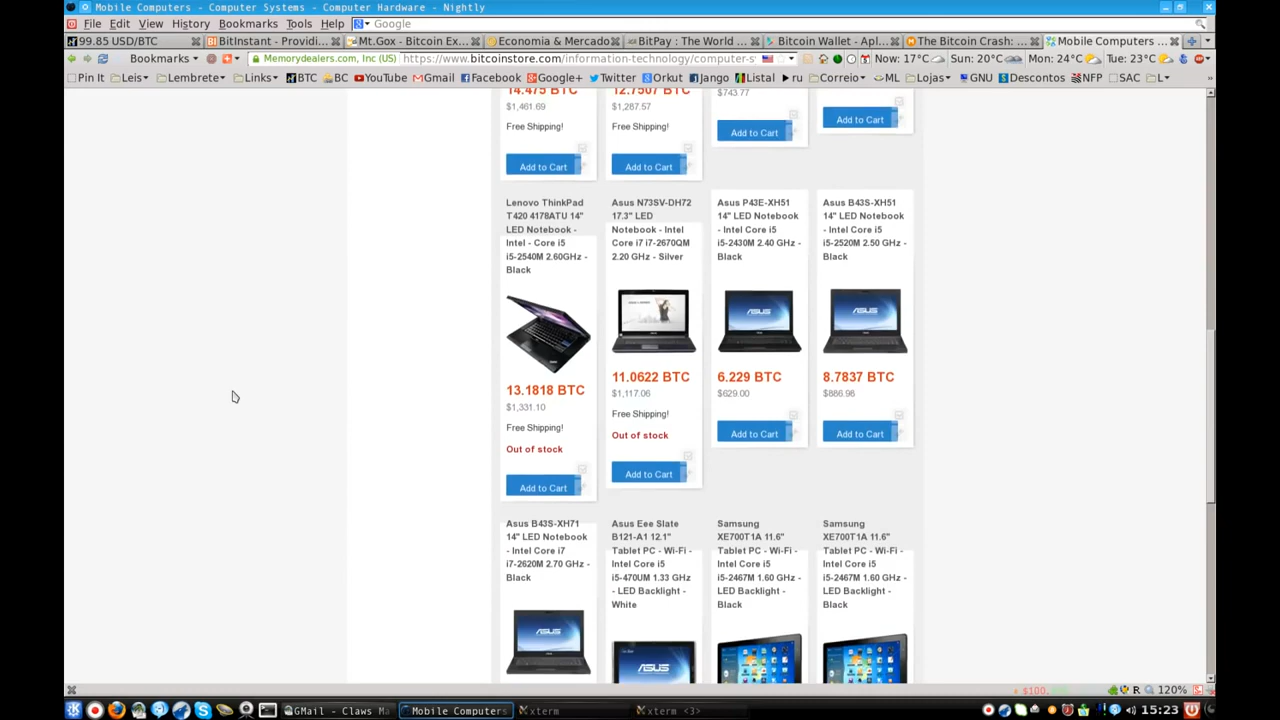 Mobile Computers - Computer Systems - Computer Hardware - Nightly
File Edit View History Bookmarks Tools Help
Google
99.85 USD/BTC
BitInstant - Providi...
Mt.Gox - Bitcoin Ex...
Economia & Mercado
BitPay : The World ...
Bitcoin Wallet - Apl...
The Bitcoin Crash: ...
Mobile Computers ...
Bookmarks
Memorydealers.com, Inc (US)
https://www.bitcoinstore.com/information-technology/computer-s
Now: 17°C Sun: 20°C Mon: 24°C Tue: 23°C
Pin It Leis Lembrete Links BTC BC YouTube Gmail Facebook Google+ Twitter Orkut Jango Listal ru Correio ML Lojas GNU Descontos NFP SAC L
14.475 BTC
$1,461.69
Free Shipping!
Add to Cart
12.7507 BTC
$1,287.57
Free Shipping!
Add to Cart
$743.77
Add to Cart
Add to Cart
Lenovo ThinkPad
T420 4178ATU 14"
LED Notebook -
Intel - Core i5
i5-2540M 2.60GHz -
Black
13.1818 BTC
$1,331.10
Free Shipping!
Out of stock
Add to Cart
Asus N73SV-DH72
17.3" LED
Notebook - Intel
Core i7 i7-2670QM
2.20 GHz - Silver
11.0622 BTC
$1,117.06
Free Shipping!
Out of stock
Add to Cart
Asus P43E-XH51
14" LED Notebook
- Intel Core i5
i5-2430M 2.40 GHz -
Black
ASUS
6.229 BTC
$629.00
Add to Cart
Asus B43S-XH51
14" LED Notebook
- Intel Core i5
i5-2520M 2.50 GHz -
Black
ASUS
8.7837 BTC
$886.98
Add to Cart
Asus B43S-XH71
14" LED Notebook
- Intel Core i7
i7-2620M 2.70 GHz -
Black
ASUS
Asus Eee Slate
B121-A1 12.1"
Tablet PC - Wi-Fi -
Intel Core i5
i5-470UM 1.33 GHz
- LED Backlight -
White
ASUS
Samsung
XE700T1A 11.6"
Tablet PC - Wi-Fi -
Intel Core i5
i5-2467M 1.60 GHz
- LED Backlight -
Black
Samsung
XE700T1A 11.6"
Tablet PC - Wi-Fi -
Intel Core i5
i5-2467M 1.60 GHz
- LED Backlight -
Black
R 120%
GMail - Claws Ma
Mobile Computers
xterm
xterm <3>
15:23